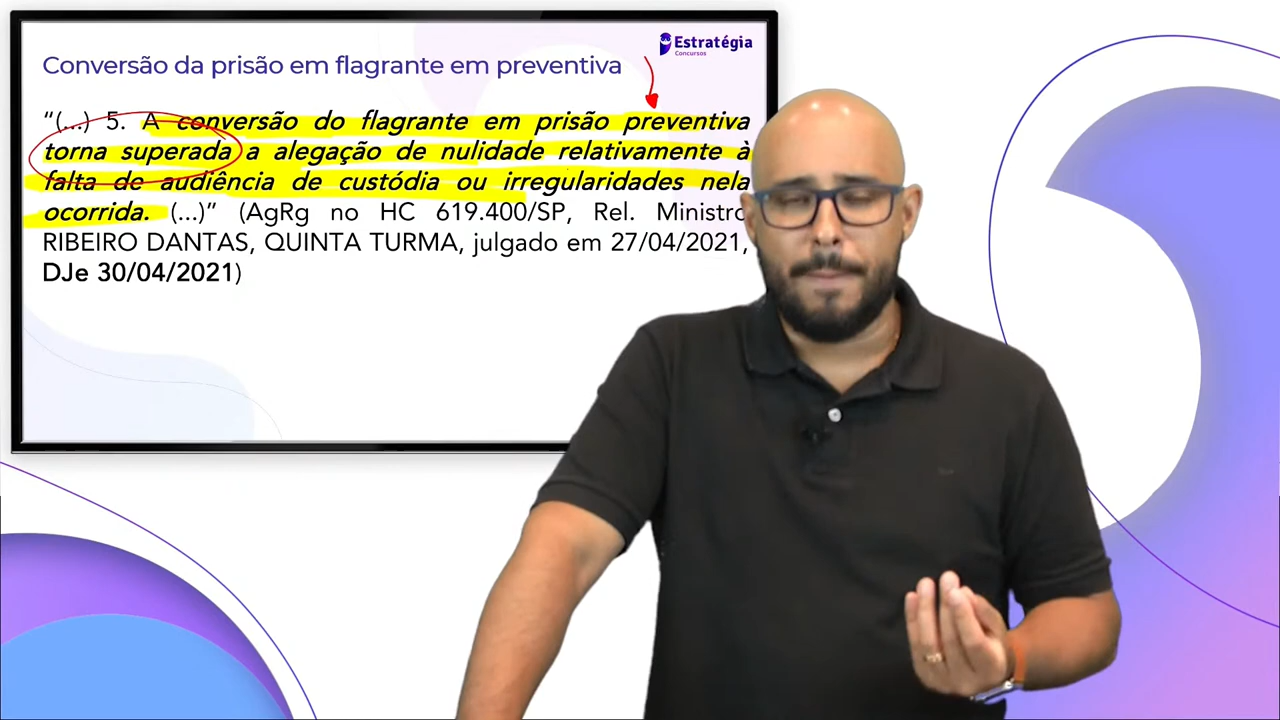 Estratégia
Concursos
Conversão da prisão em flagrante em preventiva
“(...) 5. A conversão do flagrante em prisão preventiva
torna superada a alegação de nulidade relativamente à
falta de audiência de custódia ou irregularidades nela
ocorrida. (...)” (AgRg no HC 619.400/SP, Rel. Ministro
RIBEIRO DANTAS, QUINTA TURMA, julgado em 27/04/2021,
DJe 30/04/2021)